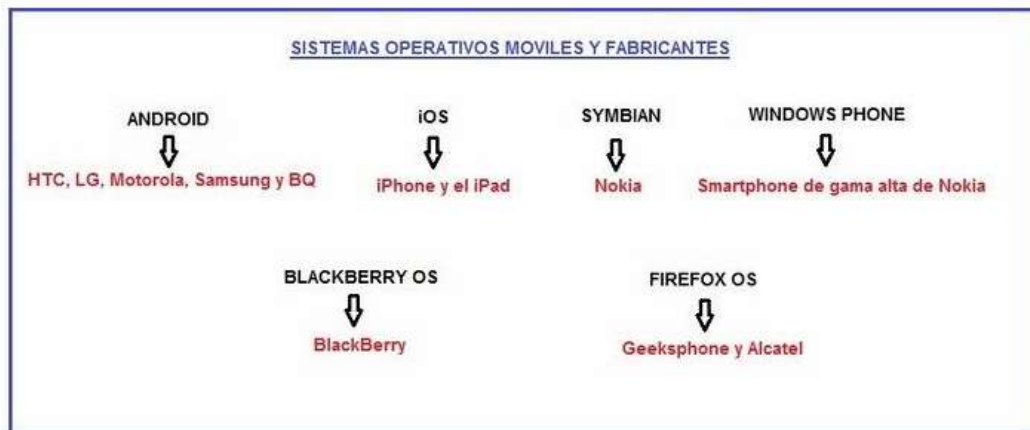 SISTEMAS OPERATIVOS MOVILES Y FABRICANTES
ANDROID
HTC, LG, Motorola, Samsung y BQ
iOS
iPhone y el iPad
SYMBIAN
Nokia
WINDOWS PHONE
Smartphone de gama alta de Nokia
BLACKBERRY OS
BlackBerry
FIREFOX OS
Geeksphone y Alcatel